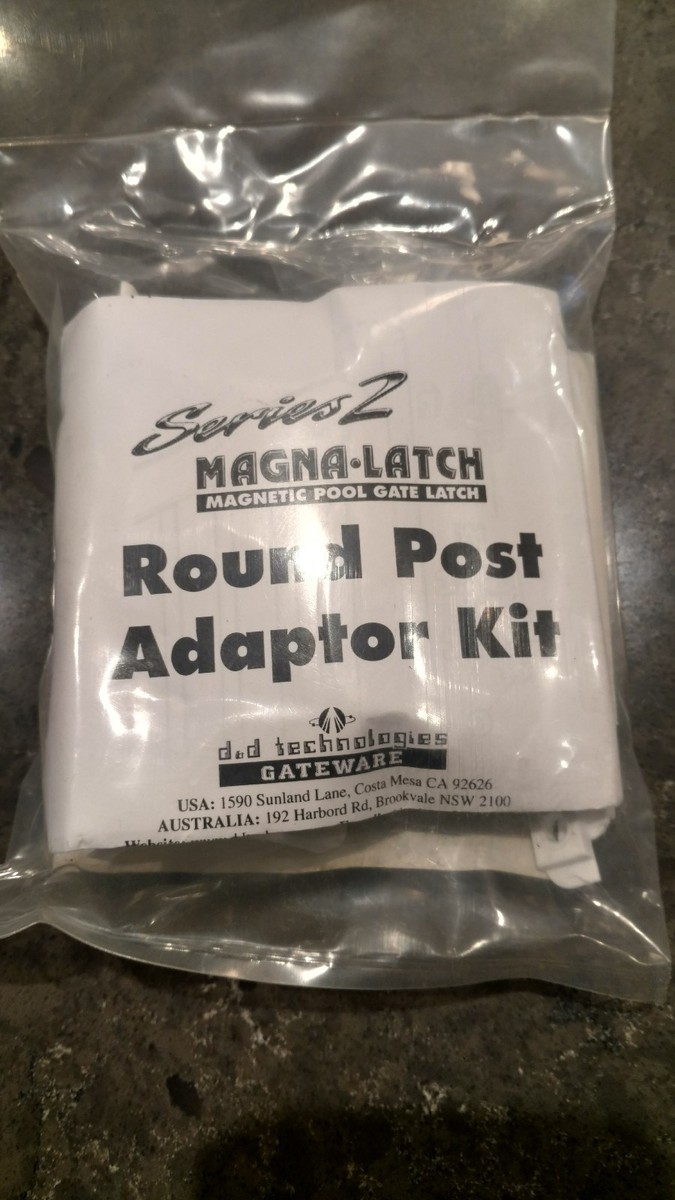 Series 2
MAGNA•LATCH
MAGNETIC POOL GATE LATCH
Round Post
Adaptor Kit
d&d technologies
GATEWARE
USA: 1590 Sunland Lane, Costa Mesa CA 92626
AUSTRALIA: 192 Harbord Rd, Brookvale NSW 2100